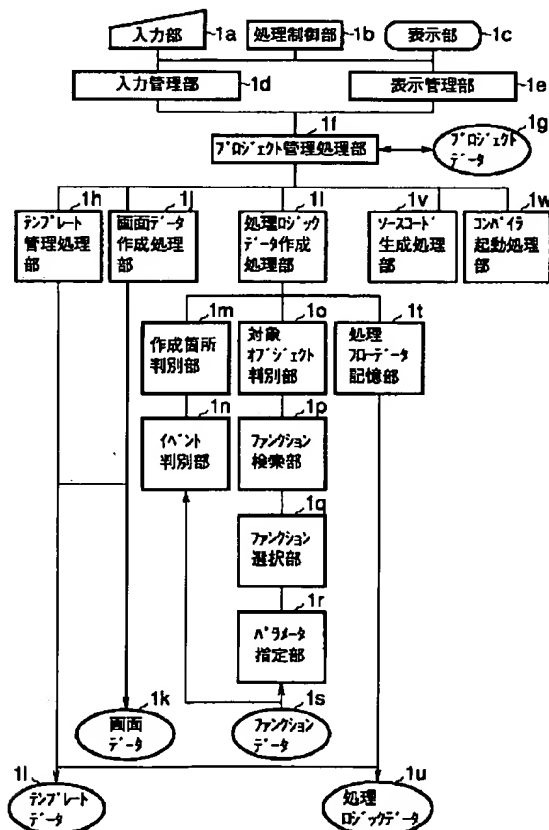 入力部 1a
処理制御部 1b
表示部 1c
入力管理部 1d
表示管理部 1e
1f
プロジェクト管理処理部
1g
プロジェクト
データ
1h
テンプレート
管理処理
部
1j
画面データ
作成処理
部
1l
処理ロジック
データ作成
処理部
1v
ソースコード
生成処理
部
1w
コンパイラ
起動処理
部
1m
作成箇所
判別部
1o
対象
オブジェクト
判別部
1t
処理
フローデータ
記憶部
1n
イベント
判別部
1p
ファンクション
検索部
1q
ファンクション
選択部
1r
パラメータ
指定部
1k
画面
データ
1s
ファンクション
データ
1i
テンプレート
データ
1u
処理
ロジックデータ